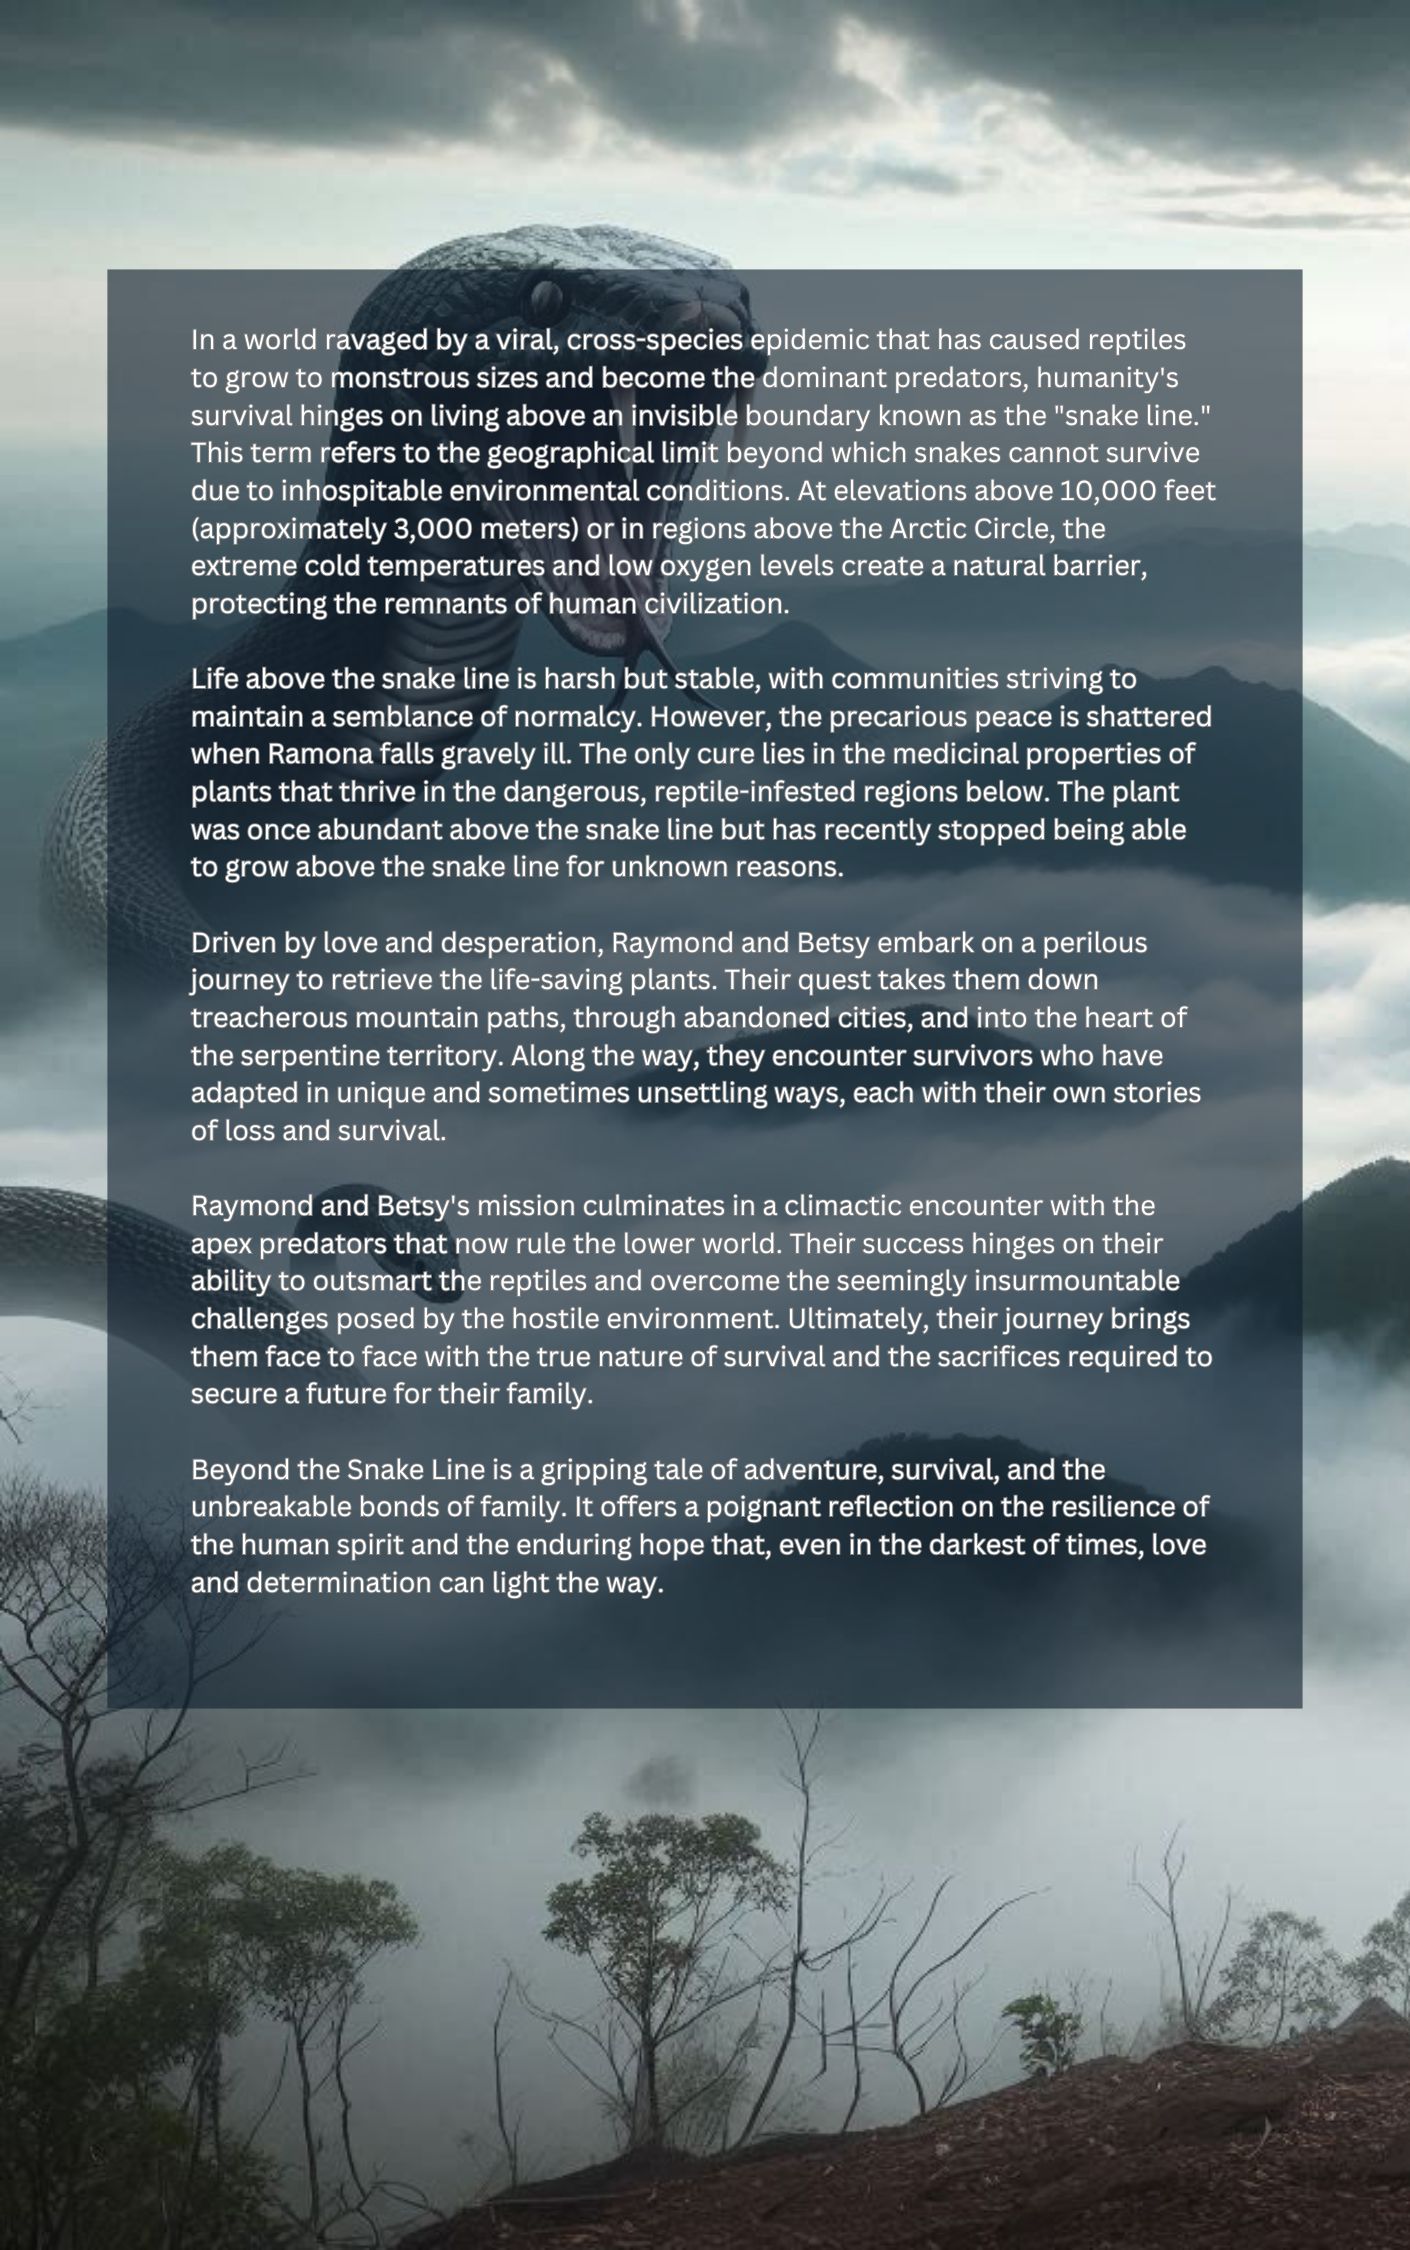 In a world ravaged by a viral, cross-species epidemic that has caused reptiles
to grow to monstrous sizes and become the dominant predators, humanity's
survival hinges on living above an invisible boundary known as the "snake line."
This term refers to the geographical limit beyond which snakes cannot survive
due to inhospitable environmental conditions. At elevations above 10,000 feet
(approximately 3,000 meters) or in regions above the Arctic Circle, the
extreme cold temperatures and low oxygen levels create a natural barrier,
protecting the remnants of human civilization.
Life above the snake line is harsh but stable, with communities striving to
maintain a semblance of normalcy. However, the precarious peace is shattered
when Ramona falls gravely ill. The only cure lies in the medicinal properties of
plants that thrive in the dangerous, reptile-infested regions below. The plant
was once abundant above the snake line but has recently stopped being able
to grow above the snake line for unknown reasons.
Driven by love and desperation, Raymond and Betsy embark on a perilous
journey to retrieve the life-saving plants. Their quest takes them down
treacherous mountain paths, through abandoned cities, and into the heart of
the serpentine territory. Along the way, they encounter survivors who have
adapted in unique and sometimes unsettling ways, each with their own stories
of loss and survival.
Raymond and Betsy's mission culminates in a climactic encounter with the
apex predators that now rule the lower world. Their success hinges on their
ability to outsmart the reptiles and overcome the seemingly insurmountable
challenges posed by the hostile environment. Ultimately, their journey brings
them face to face with the true nature of survival and the sacrifices required to
secure a future for their family.
Beyond the Snake Line is a gripping tale of adventure, survival, and the
unbreakable bonds of family. It offers a poignant reflection on the resilience of
the human spirit and the enduring hope that, even in the darkest of times, love
and determination can light the way.